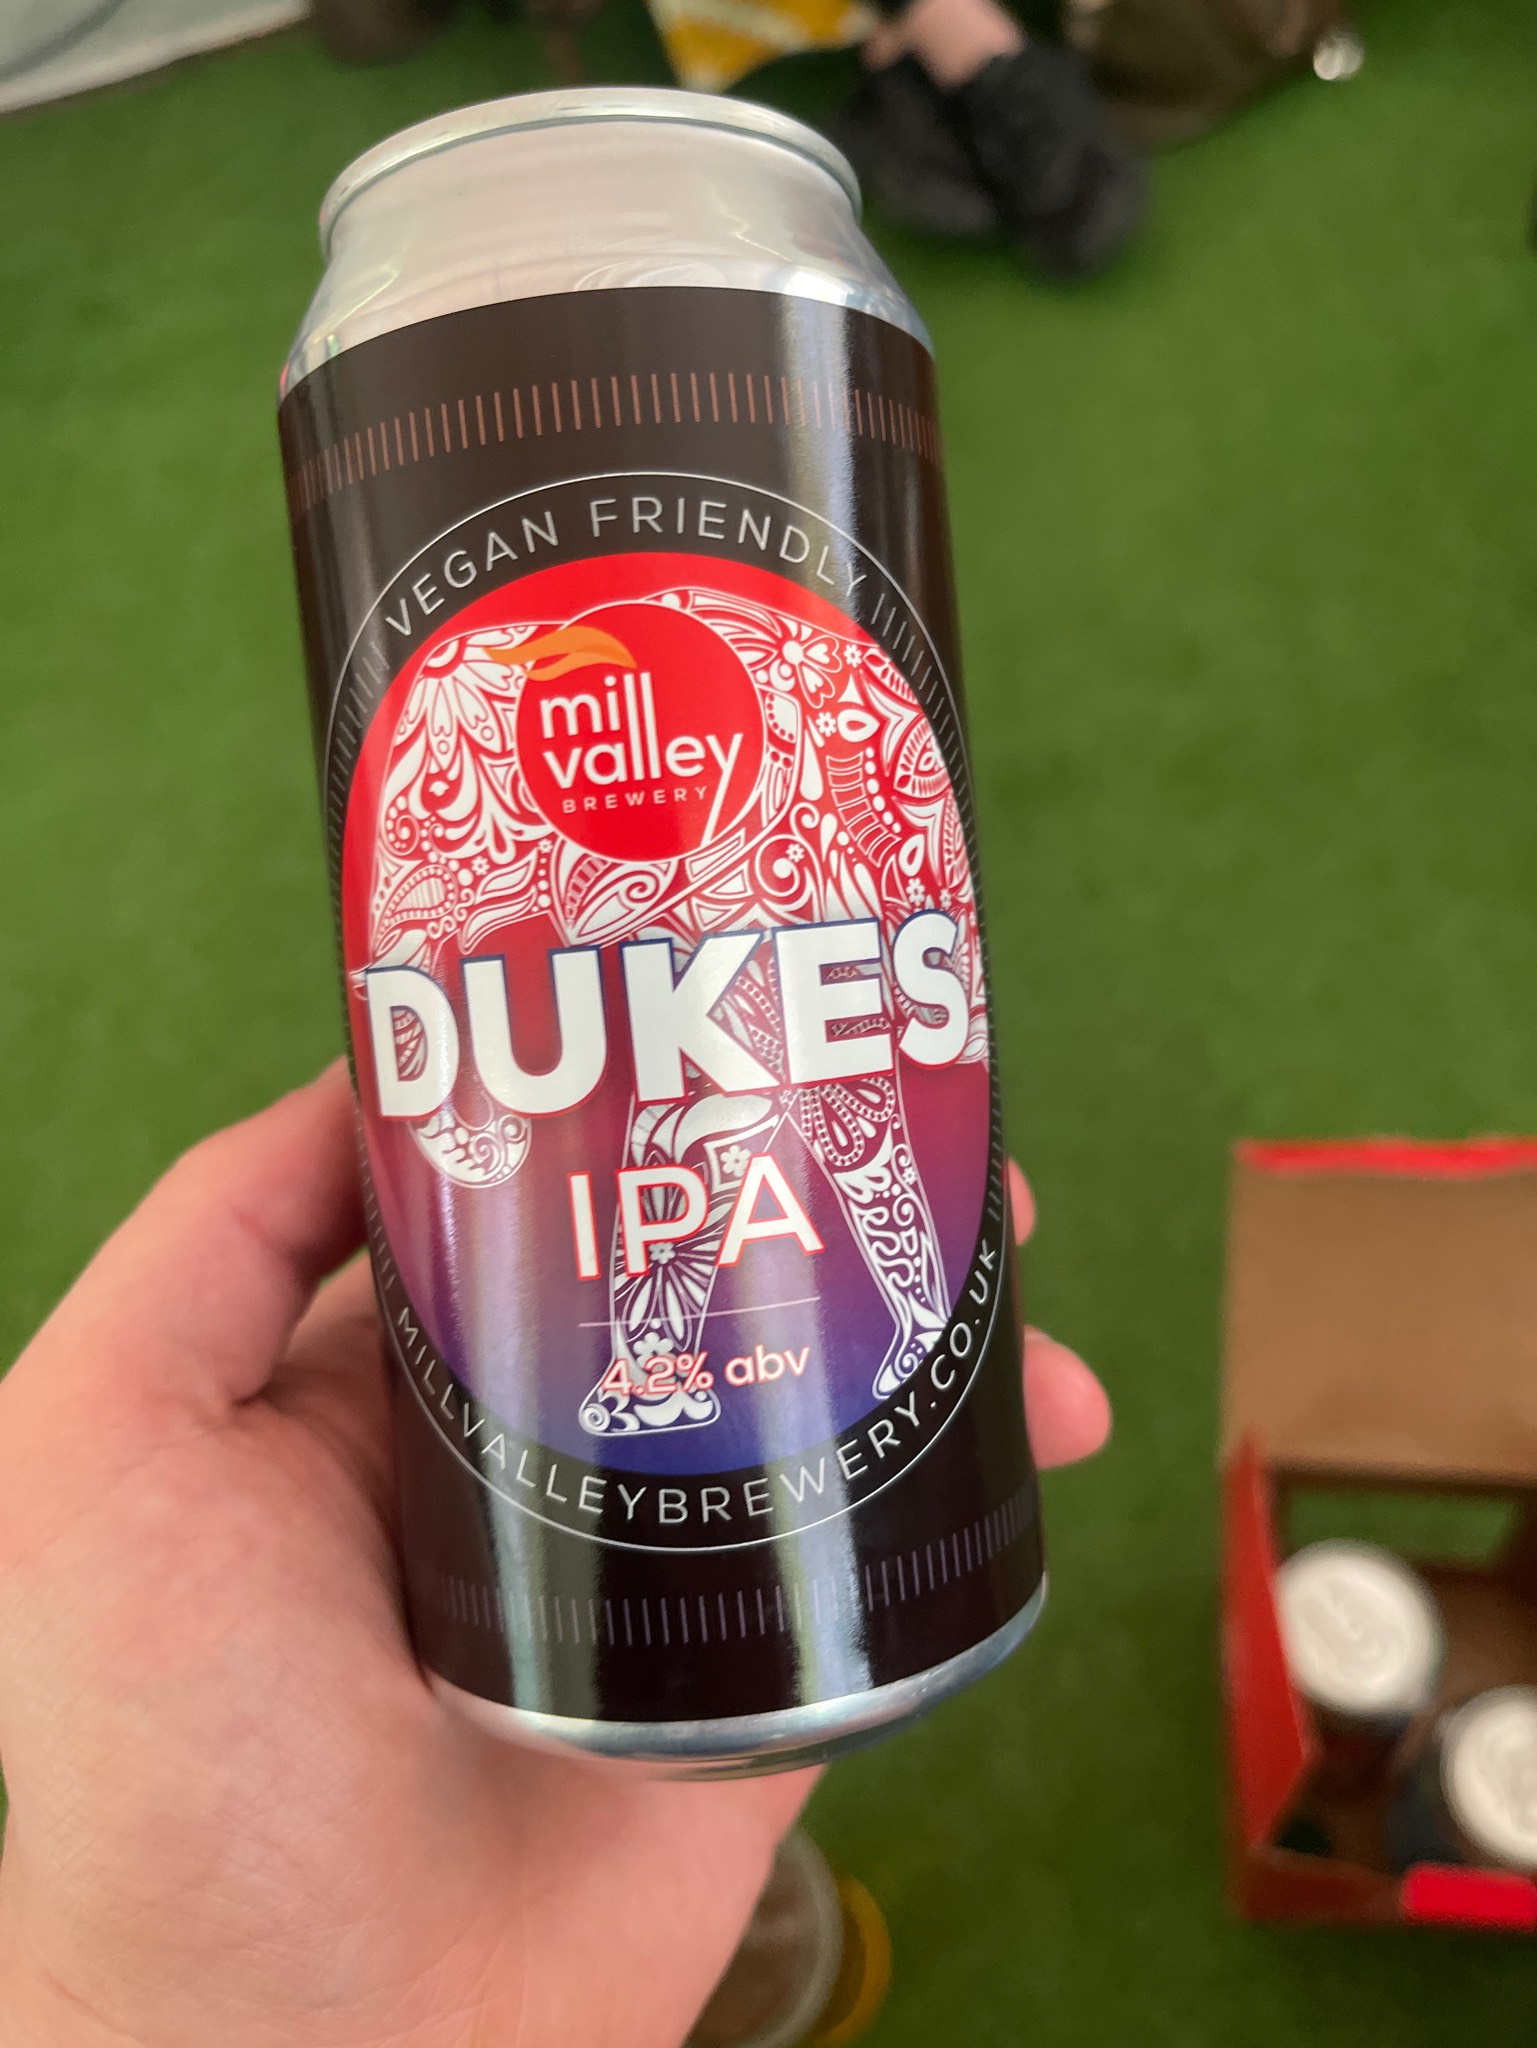 VEGAN FRIENDLY
mill
valley
BREWERY
DUKES
IPA
4.2% abv
MILLVALLEYBREWERY.CO.UK